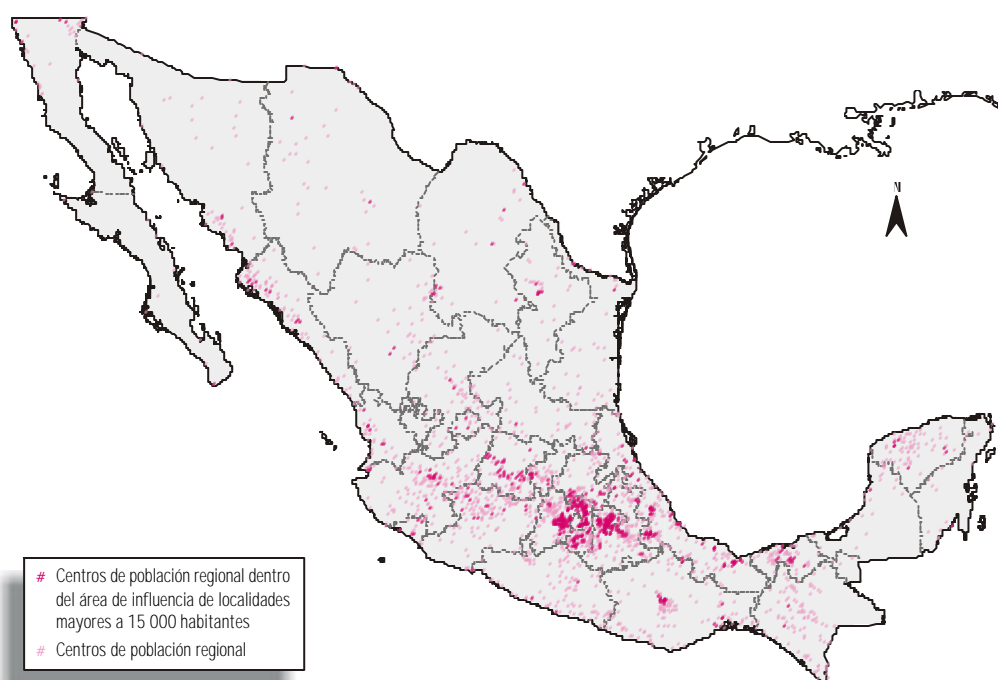 N
# Centros de población regional dentro
del área de influencia de localidades
mayores a 15 000 habitantes
# Centros de población regional